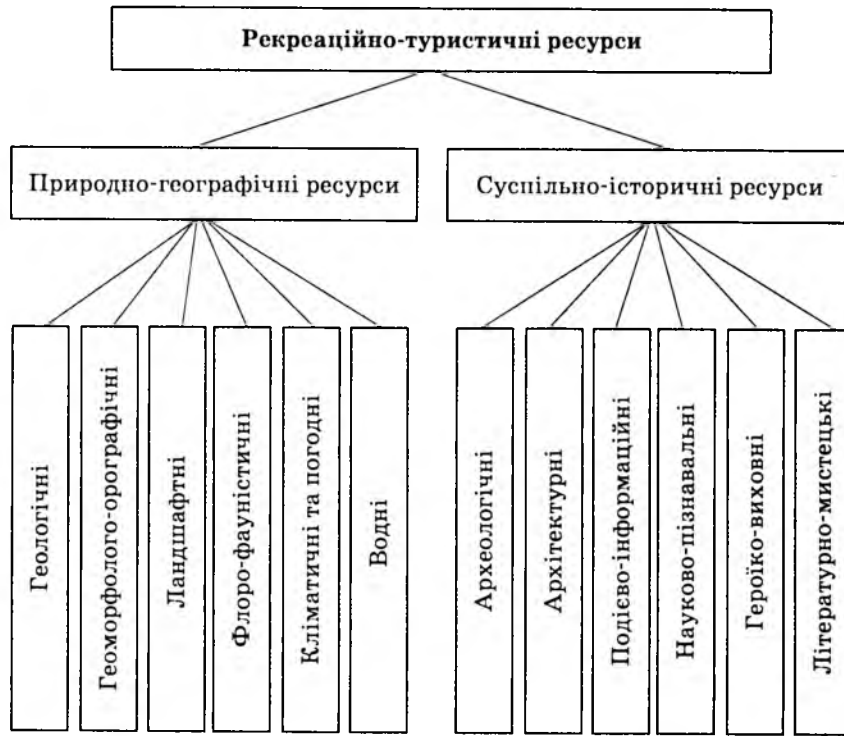 Рекреаційно-туристичні ресурси
Природно-географічні ресурси
Суспільно-історичні ресурси
Геологічні
Геоморфолого-орографічні
Ландшафтні
Флоро-фауністичні
Кліматичні та погодні
Водні
Археологічні
Архітектурні
Подієво-інформаційні
Науково-пізнавальні
Героїко-виховні
Літературно-мистецькі